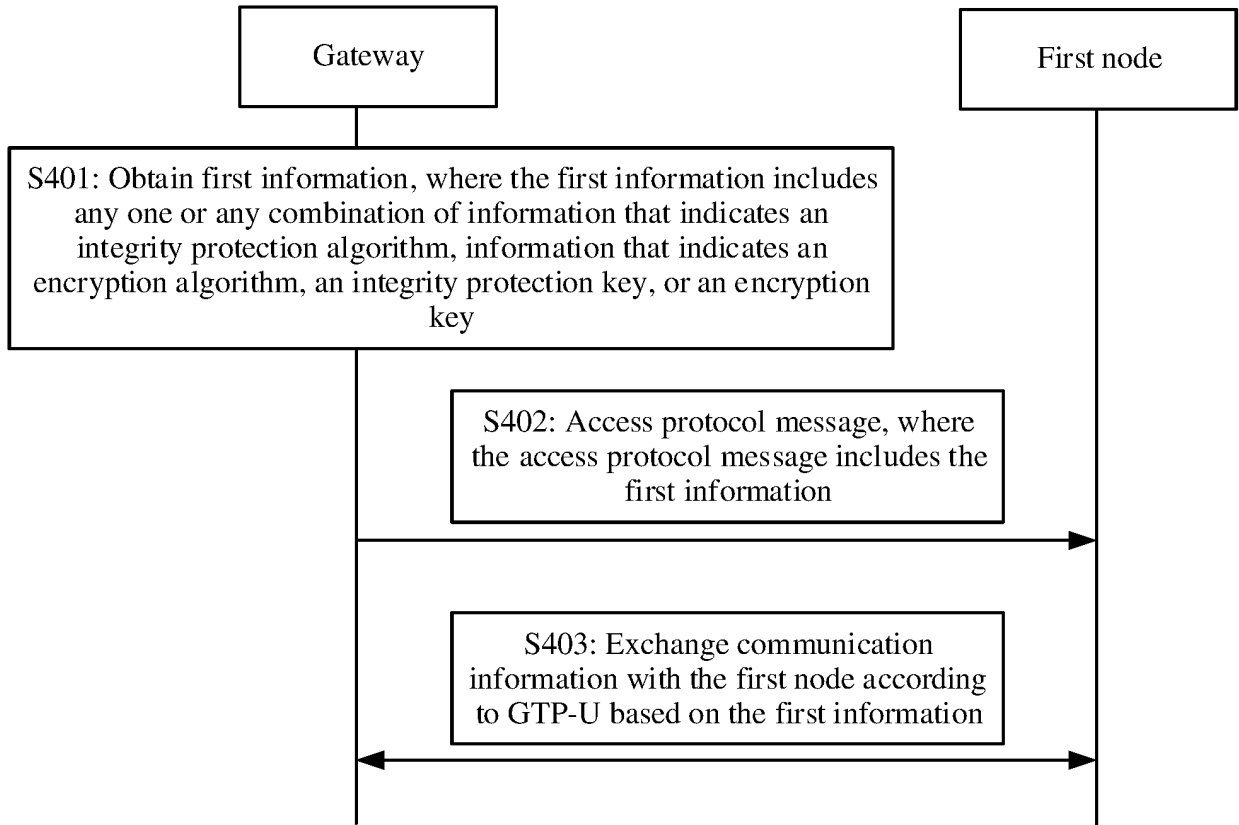 Gateway
First node
S401: Obtain first information, where the first information includes
any one or any combination of information that indicates an
integrity protection algorithm, information that indicates an
encryption algorithm, an integrity protection key, or an encryption
key
S402: Access protocol message, where
the access protocol message includes the
first information
S403: Exchange communication
information with the first node according
to GTP-U based on the first information